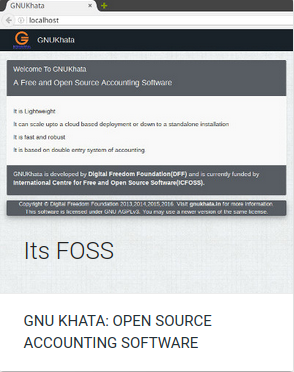 GNUKhata
localhost
GNUKhata
Welcome To GNUKhata
A Free and Open Source Accounting Software
It is Lightweight
It can scale upto a cloud based deployment or down to a standalone installation
It is fast and robust
It is based on double entry system of accounting
GNUKhata is developed by Digital Freedom Foundation(DFF) and is currently funded by
International Centre for Free and Open Source Software(ICFOSS).
Copyright © Digital Freedom Foundation 2013,2014,2015,2016. Visit gnukhata.in for more information
This software is licensed under GNU AGPLv3. You may use a newer version of the same license.
Its FOSS
GNU KHATA: OPEN SOURCE
ACCOUNTING SOFTWARE